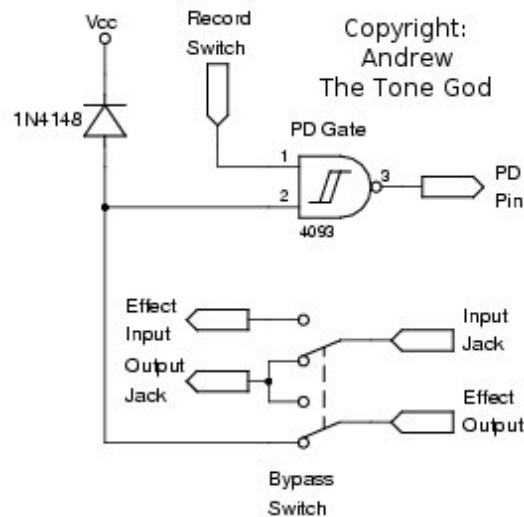 Vcc
Record
Switch
Copyright:
Andrew
The Tone God
1N4148
PD Gate
1
2
3
4093
PD
Pin
Effect
Input
Output
Jack
Input
Jack
Effect
Output
Bypass
Switch